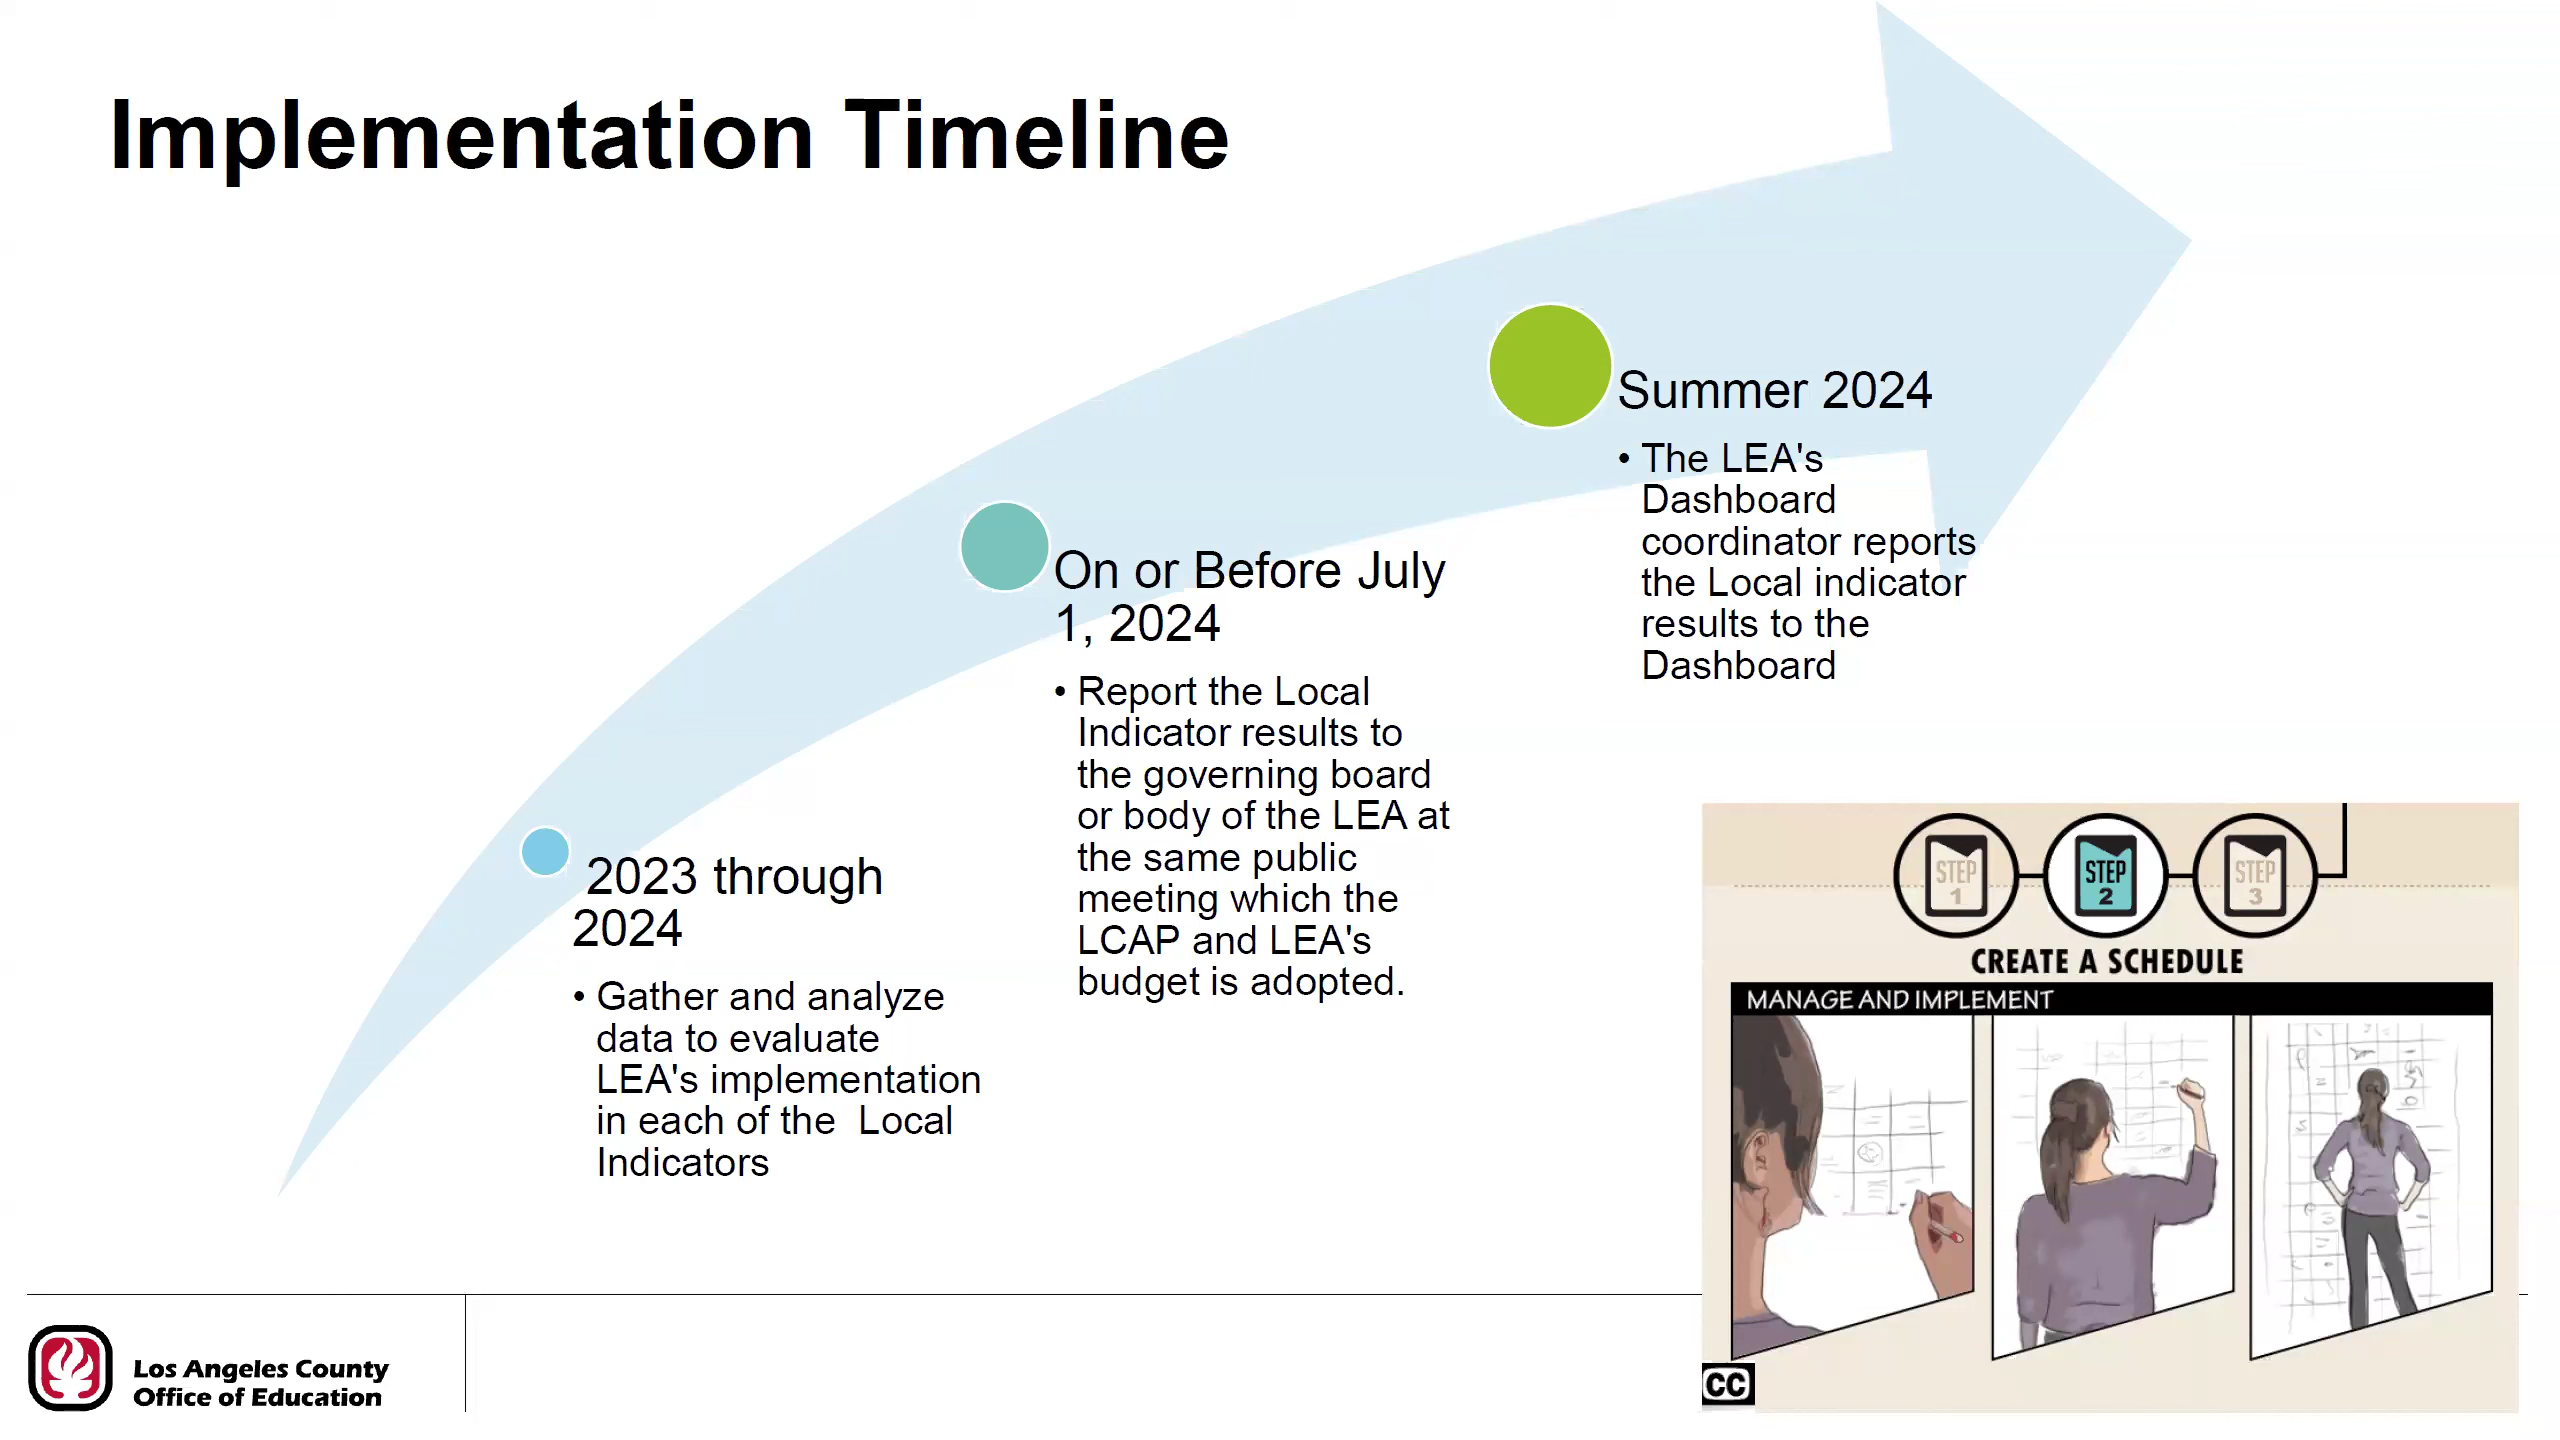 Implementation Timeline
2023 through
2024
• Gather and analyze
data to evaluate
LEA's implementation
in each of the  Local
Indicators
On or Before July
1, 2024
• Report the Local
Indicator results to
the governing board
or body of the LEA at
the same public
meeting which the
LCAP and LEA's
budget is adopted.
Summer 2024
• The LEA's
Dashboard
coordinator reports
the Local indicator
results to the
Dashboard
STEP
1
STEP
2
STEP
3
CREATE A SCHEDULE
MANAGE AND IMPLEMENT
CC
Los Angeles County
Office of Education